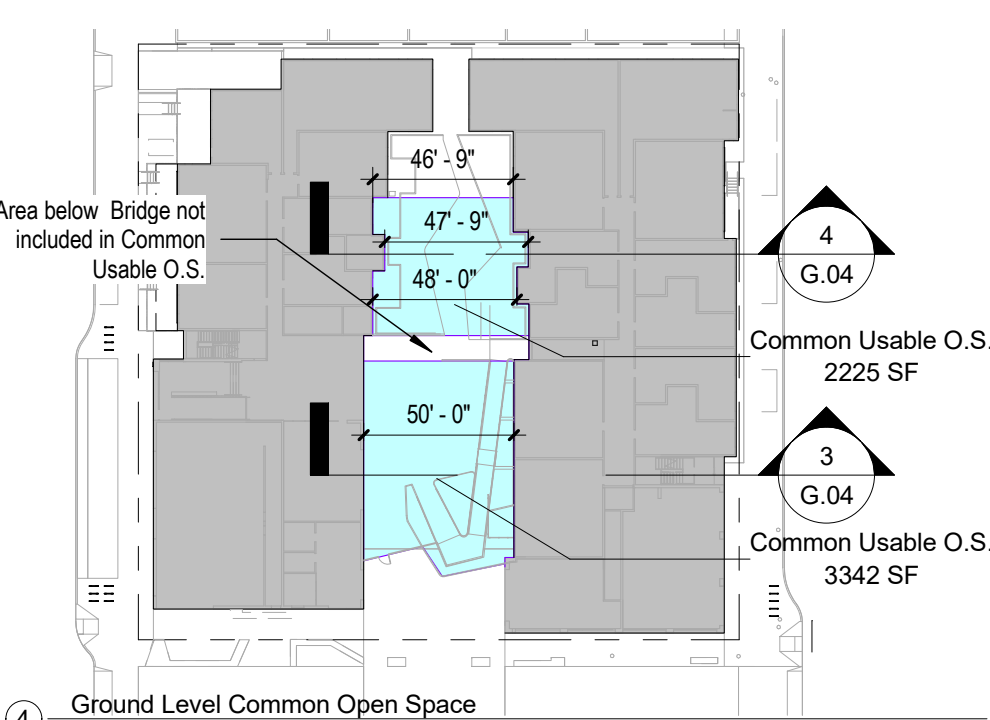 46' - 9"
Area below Bridge not
included in Common
Usable O.S.
47' - 9"
48' - 0"
4
G.04
Common Usable O.S.
2225 SF
50' - 0"
3
G.04
Common Usable O.S.
3342 SF
4
Ground Level Common Open Space